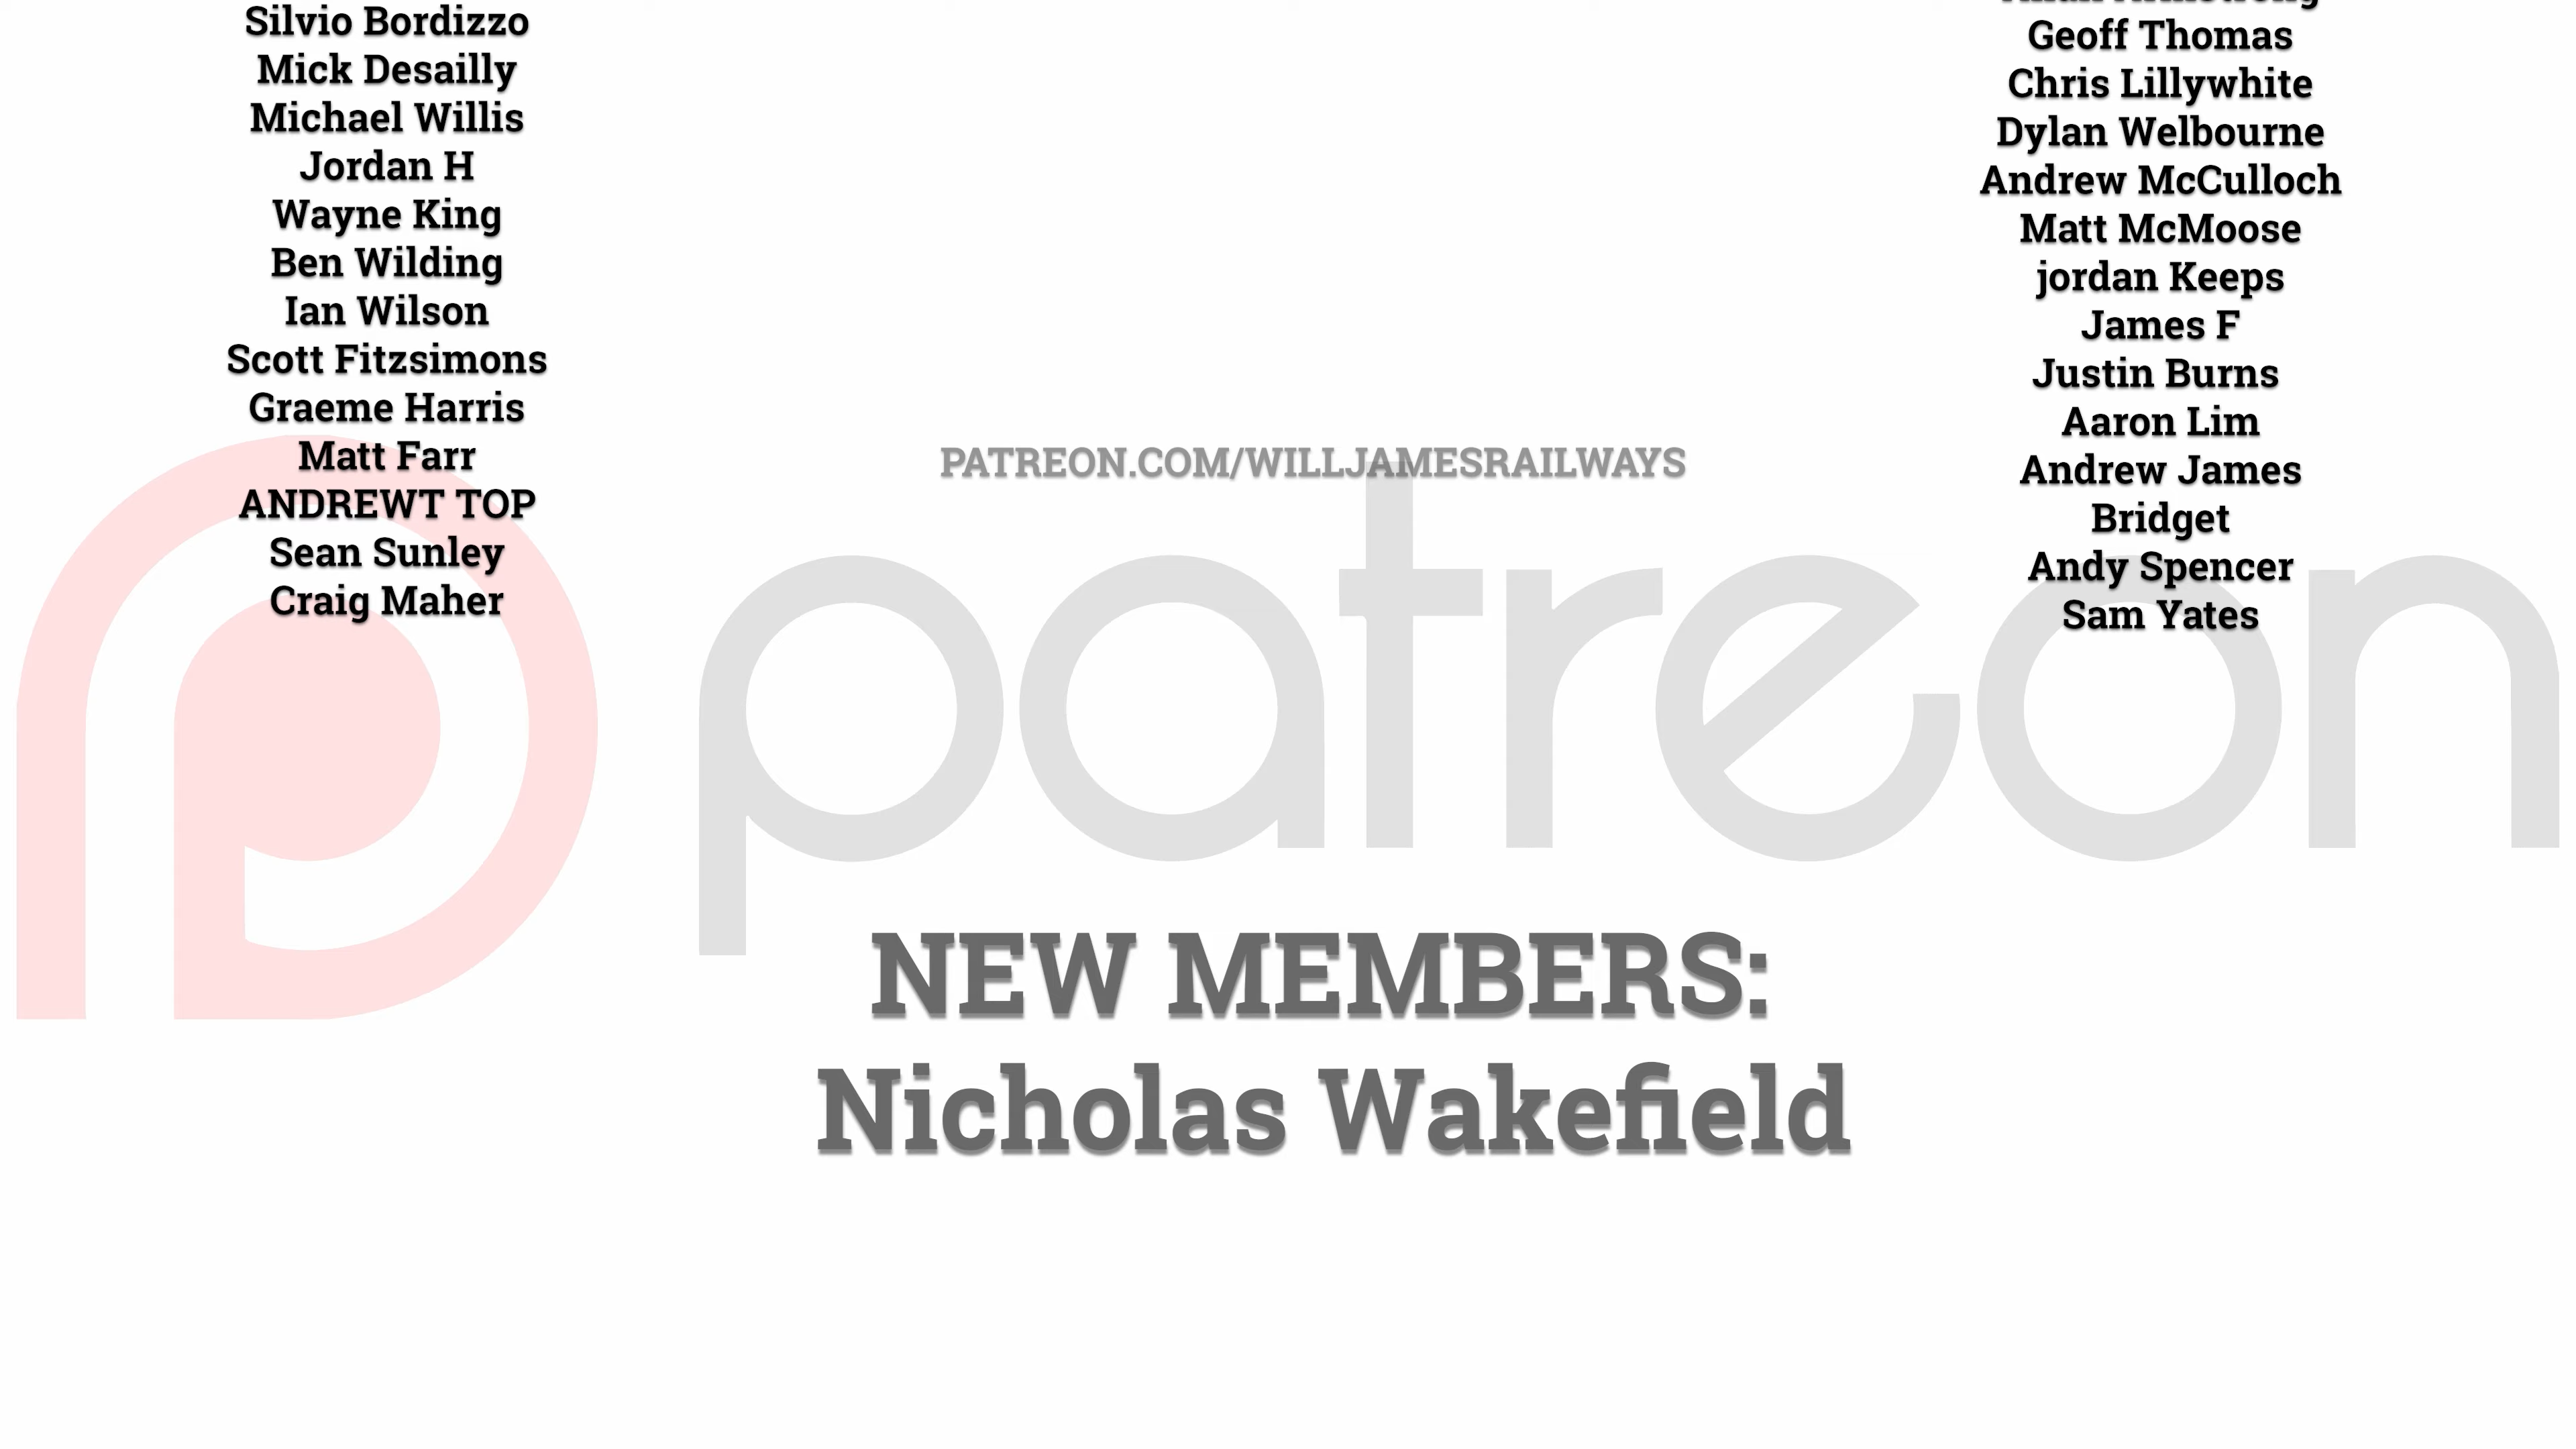 Silvio Bordizzo
Mick Desailly
Michael Willis
Jordan H
Wayne King
Ben Wilding
Ian Wilson
Scott Fitzsimons
Graeme Harris
Matt Farr
ANDREWT TOP
Sean Sunley
Craig Maher
PATREON.COM/WILLJAMESRAILWAYS
patreon
NEW MEMBERS:
Nicholas Wakefield
Geoff Thomas
Chris Lillywhite
Dylan Welbourne
Andrew McCulloch
Matt McMoose
jordan Keeps
James F
Justin Burns
Aaron Lim
Andrew James
Bridget
Andy Spencer
Sam Yates